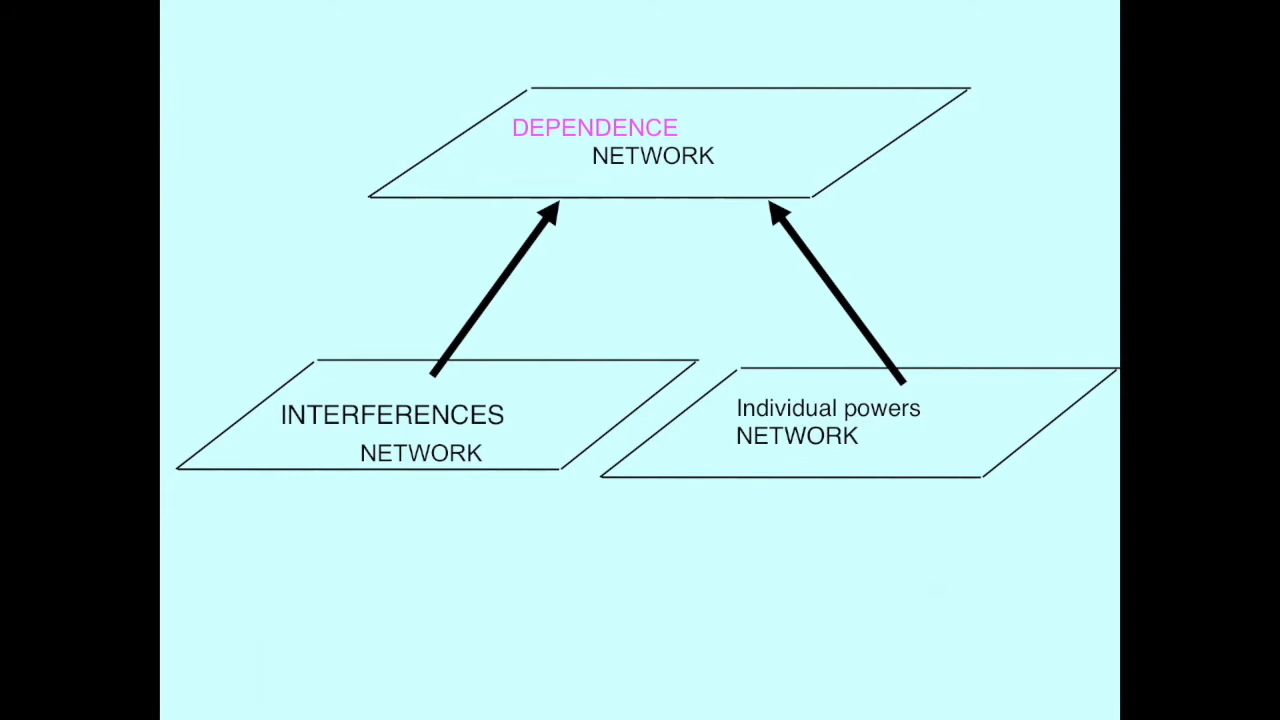 DEPENDENCE
NETWORK
INTERFERENCES
NETWORK
Individual powers
NETWORK